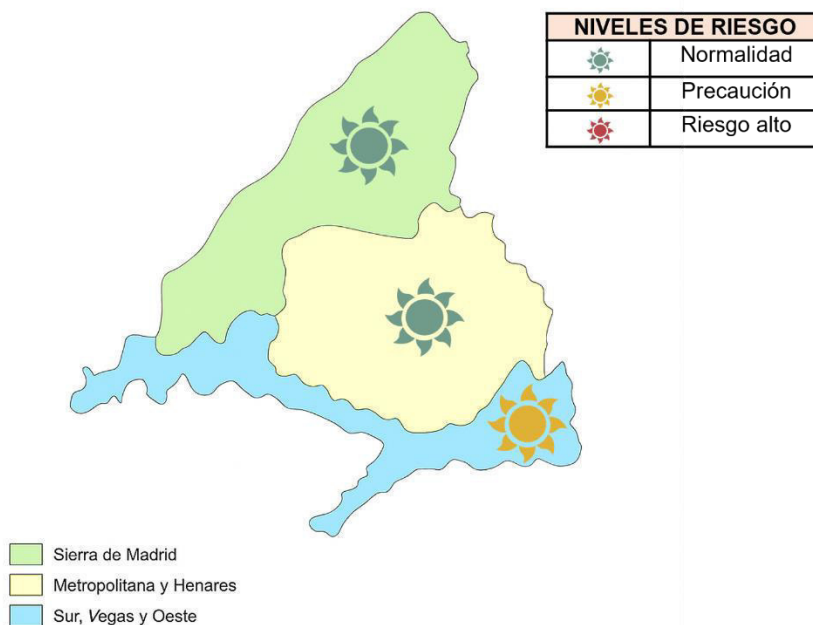 NIVELES DE RIESGO
Normalidad
Precaución
Riesgo alto
Sierra de Madrid
Metropolitana y Henares
Sur, Vegas y Oeste